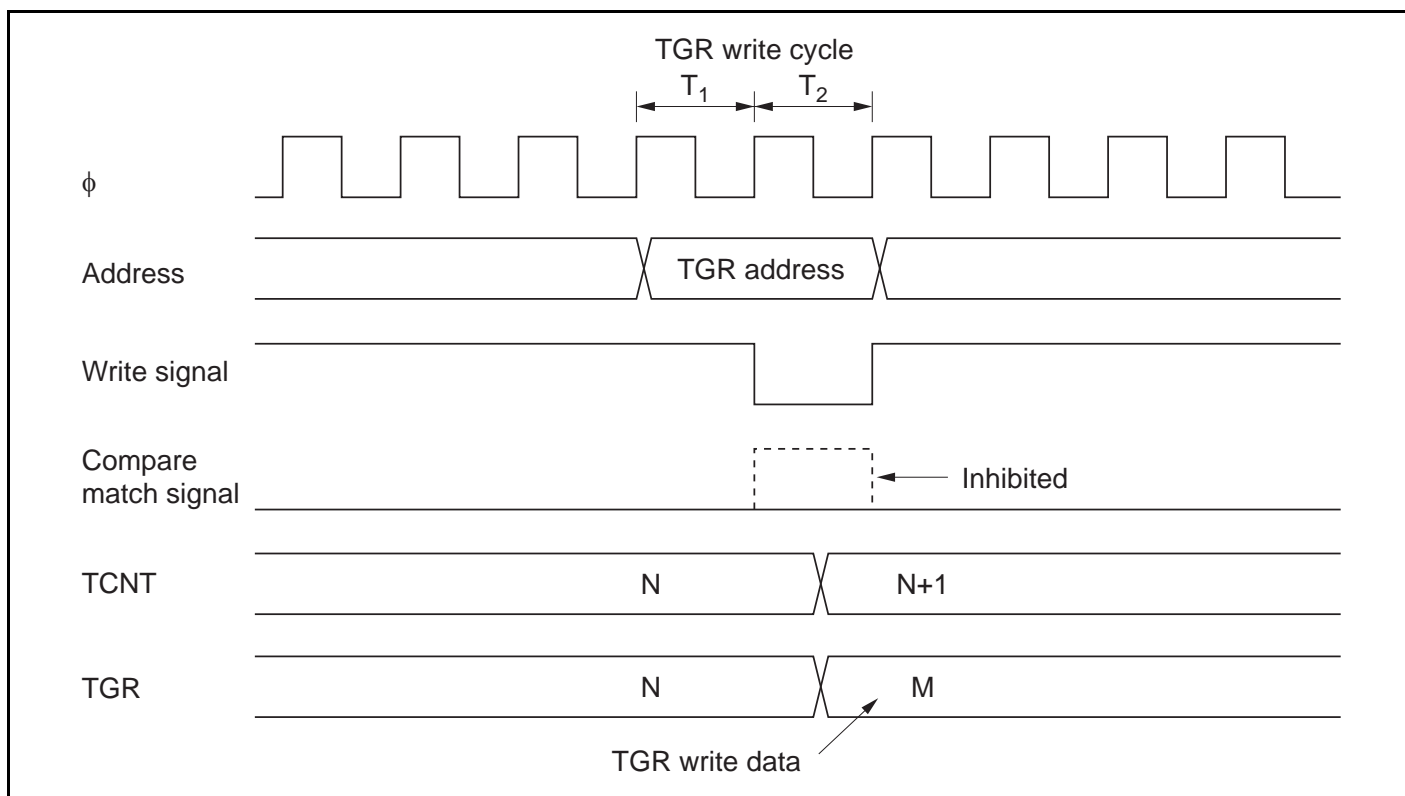 TGR write cycle
T1 T2
ϕ
Address
TGR address
Write signal
Compare
match signal
Inhibited
TCNT
N
N+1
TGR
N
M
TGR write data